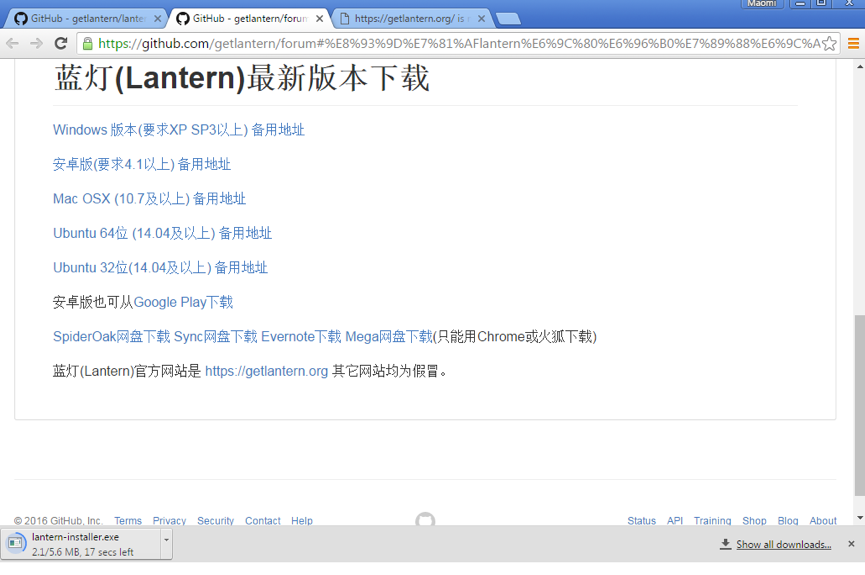 Maomi
GitHub - getlantern/lante
GitHub - getlantern/forum
https://getlantern.org/ is
https://github.com/getlantern/forum#%E8%93%9D%E7%81%AFlantern%E6%9C%80%E6%96%B0%E7%89%88%E6%9C%A
蓝灯(Lantern)最新版本下载
Windows 版本(要求XP SP3以上) 备用地址
安卓版(要求4.1以上) 备用地址
Mac OSX (10.7及以上) 备用地址
Ubuntu 64位 (14.04及以上) 备用地址
Ubuntu 32位(14.04及以上) 备用地址
安卓版也可从Google Play下载
SpiderOak网盘下载 Sync网盘下载 Evernote下载 Mega网盘下载(只能用Chrome或火狐下载)
蓝灯(Lantern)官方网站是 https://getlantern.org 其它网站均为假冒。
© 2016 GitHub, Inc. Terms Privacy Security Contact Help
Status API Training Shop Blog About
lantern-installer.exe
2.1/5.6 MB, 17 secs left
Show all downloads...